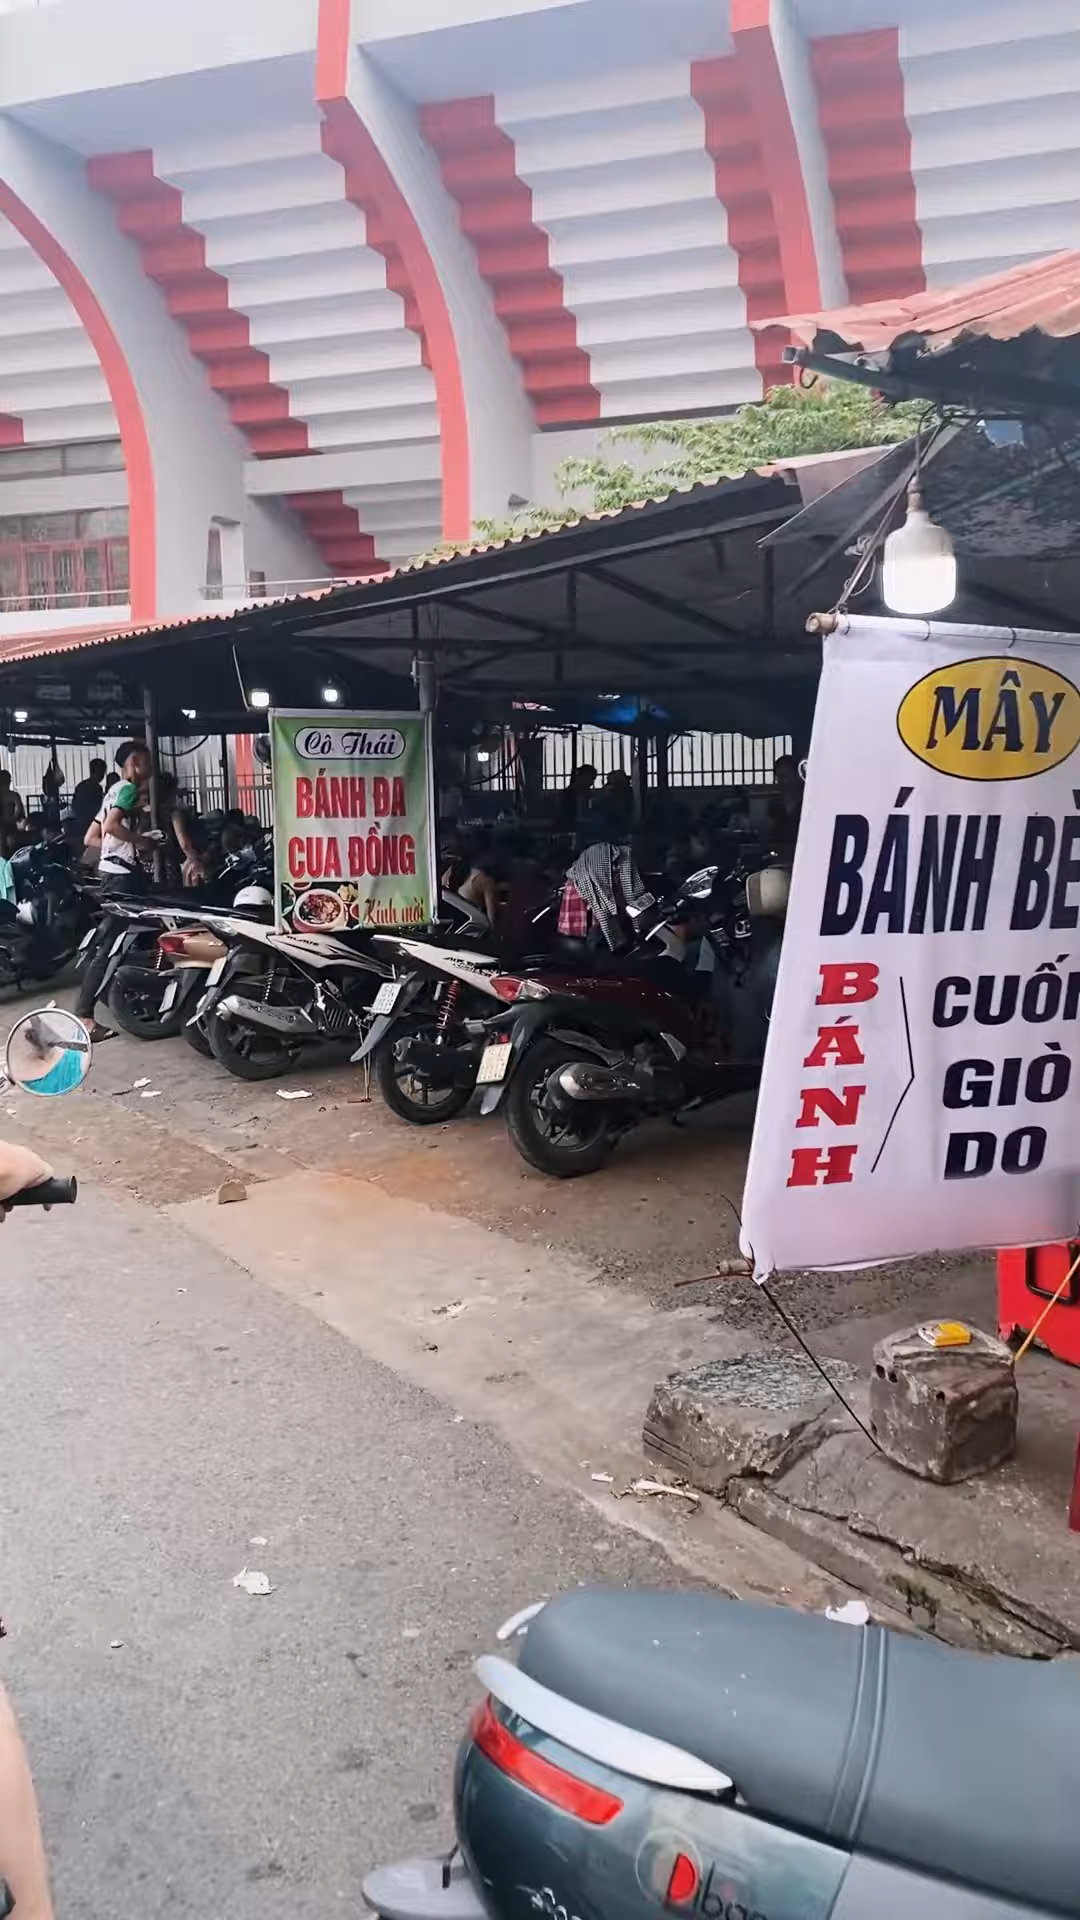 Cô Thái
BÁNH ĐA
CUA ĐỒNG
Kính mời
MÂY
BÁNH BÈ
BÁNH
CUỐN
GIÒ
DO